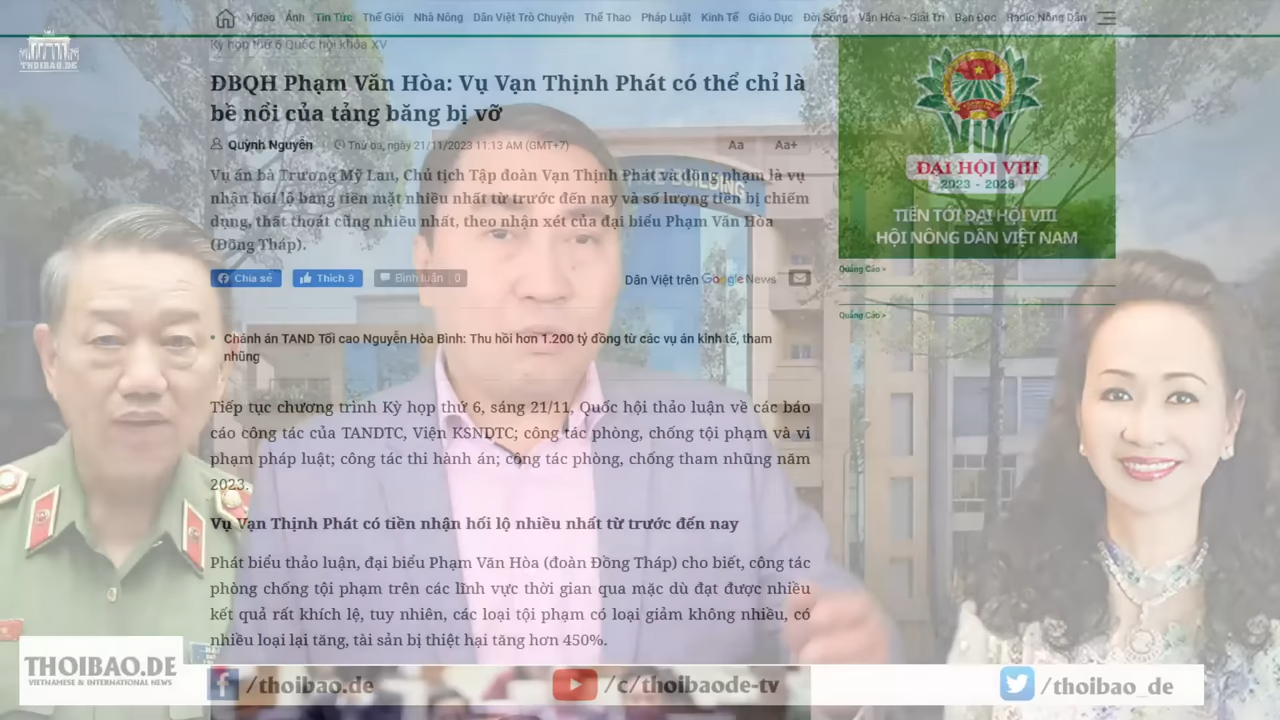 Video Ảnh Tin Tức Thế Giới Nhà Nông Dân Việt Trò Chuyện Thể Thao Pháp Luật Kinh Tế Giáo Dục Đời Sống Văn Hóa - Giải Trí Bạn Đọc Radio Nông Dân
THOIBAO.DE
Kỳ họp thứ 6 Quốc hội khóa XV
ĐBQH Phạm Văn Hòa: Vụ Vạn Thịnh Phát có thể chỉ là
bề nổi của tảng băng bị vỡ
Quỳnh Nguyễn Thứ ba, ngày 21/11/2023 11:13 AM (GMT+7) Aa Aa+
Vụ án bà Trương Mỹ Lan, Chủ tịch Tập đoàn Vạn Thịnh Phát và đồng phạm là vụ
nhận hối lộ bằng tiền mặt nhiều nhất từ trước đến nay và số lượng tiền bị chiếm
dụng, thất thoát cũng nhiều nhất, theo nhận xét của đại biểu Phạm Văn Hòa
(Đồng Tháp).
Chia sẻ Thích 9 Bình luận 0 Dân Việt trên Google News
BUILDING
Chánh án TAND Tối cao Nguyễn Hòa Bình: Thu hồi hơn 1.200 tỷ đồng từ các vụ án kinh tế, tham
nhũng
Tiếp tục chương trình Kỳ họp thứ 6, sáng 21/11, Quốc hội thảo luận về các báo
cáo công tác của TANDTC, Viện KSNDTC; công tác phòng, chống tội phạm và vi
phạm pháp luật; công tác thi hành án; công tác phòng, chống tham nhũng năm
2023.
Vụ Vạn Thịnh Phát có tiền nhận hối lộ nhiều nhất từ trước đến nay
Phát biểu thảo luận, đại biểu Phạm Văn Hòa (đoàn Đồng Tháp) cho biết, công tác
phòng chống tội phạm trên các lĩnh vực thời gian qua mặc dù đạt được nhiều
kết quả rất khích lệ, tuy nhiên, các loại tội phạm có loại giảm không nhiều, có
nhiều loại lại tăng, tài sản bị thiệt hại tăng hơn 450%.
ĐẠI HỘI VIII
2023 - 2028
TIẾN TỚI ĐẠI HỘI VIII
HỘI NÔNG DÂN VIỆT NAM
Quảng Cáo >
Quảng Cáo >
THOIBAO.DE
VIETNAMESE & INTERNATIONAL NEWS
/thoibao.de
/c/thoibaode-tv
/thoibao_de